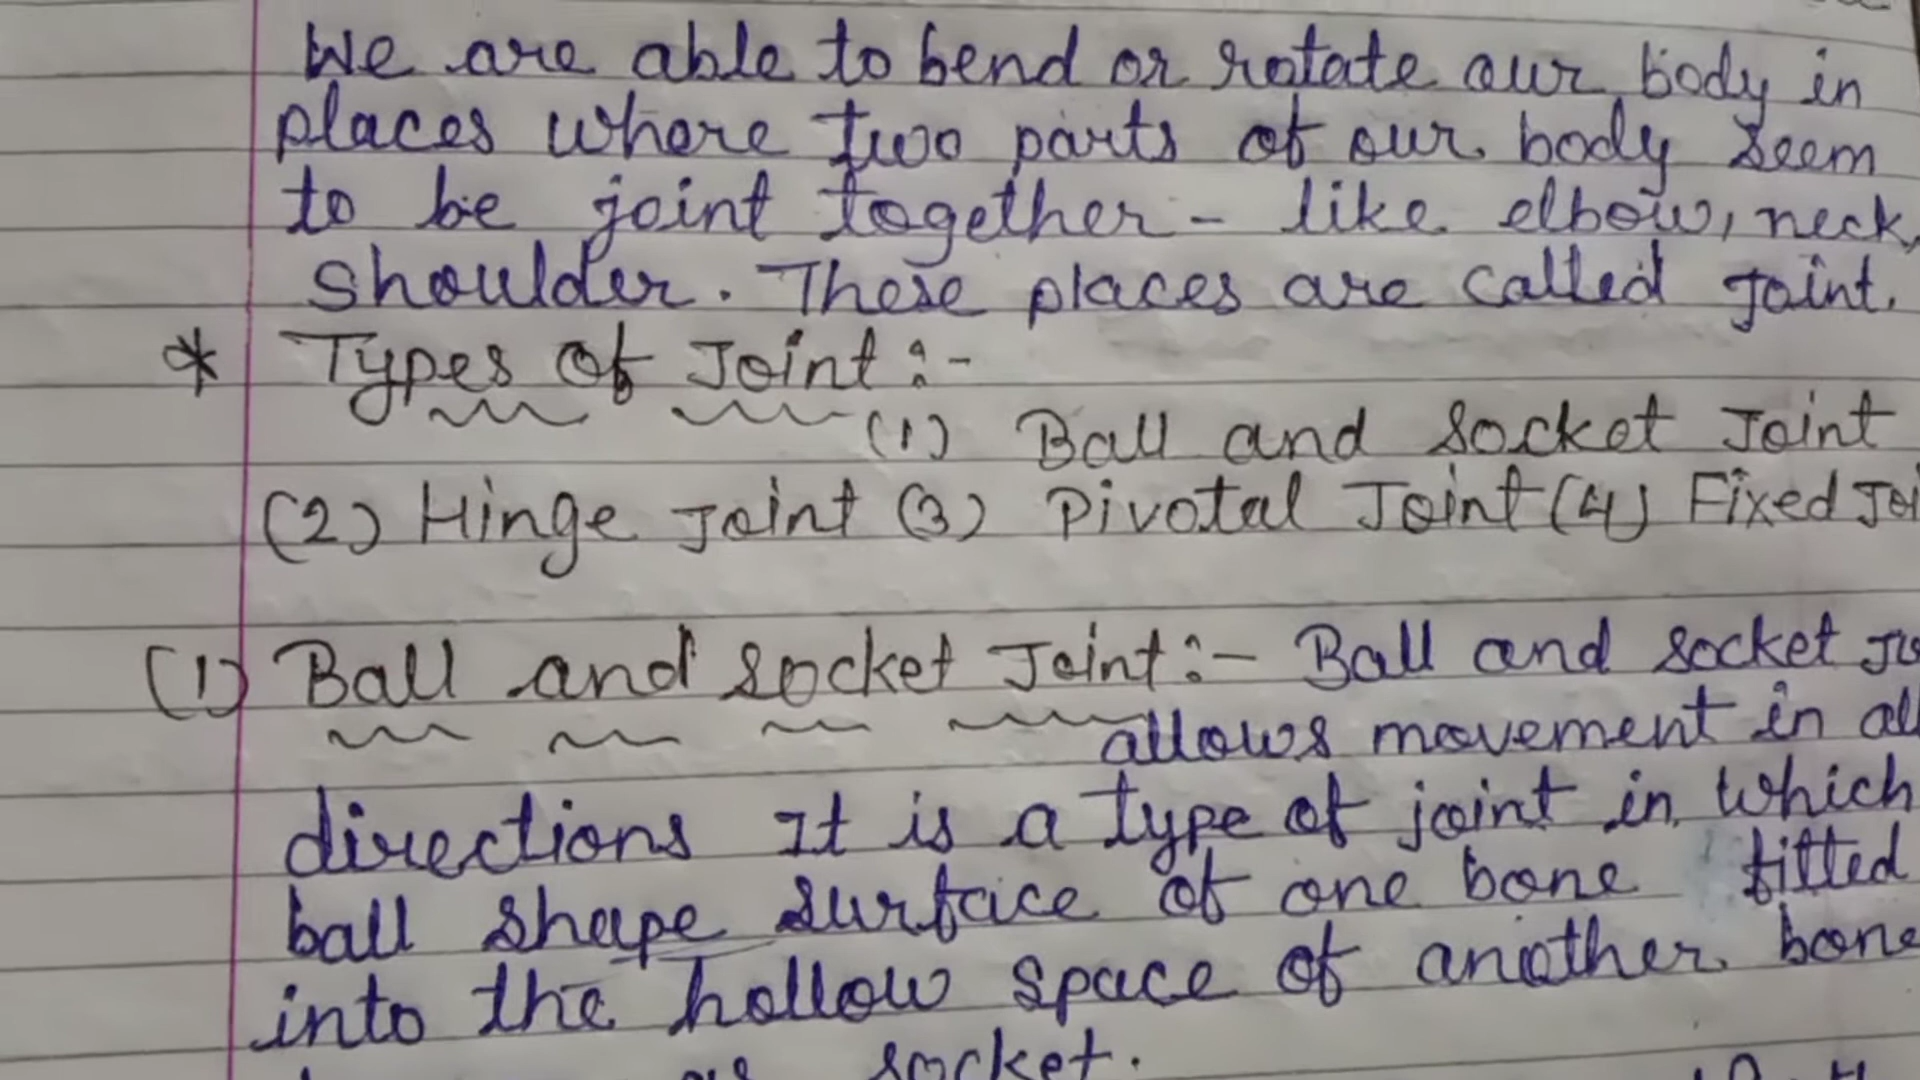 We are able to bend or rotate our body in
places where two parts of our body seem
to be joint together - like elbow, neck,
shoulder. These places are called Joint.
* Types of Joint :-
(1) Ball and socket Joint
(2) Hinge Joint (3) Pivotal Joint (4) Fixed Joi
(1) Ball and Socket Joint :- Ball and socket Jo
allows movement in all
directions It is a type of joint in which
ball shape surface of one bone fitted
into the hollow space of another bone
as socket.